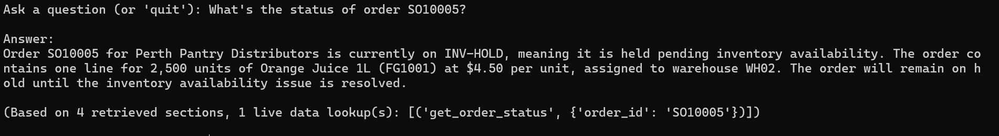 Ask a question (or 'quit'): What's the status of order SO10005?
Answer:
Order SO10005 for Perth Pantry Distributors is currently on INV-HOLD, meaning it is held pending inventory availability. The order co
ntains one line for 2,500 units of Orange Juice 1L (FG1001) at $4.50 per unit, assigned to warehouse WH02. The order will remain on h
old until the inventory availability issue is resolved.
(Based on 4 retrieved sections, 1 live data lookup(s): [('get_order_status', {'order_id': 'SO10005'})])